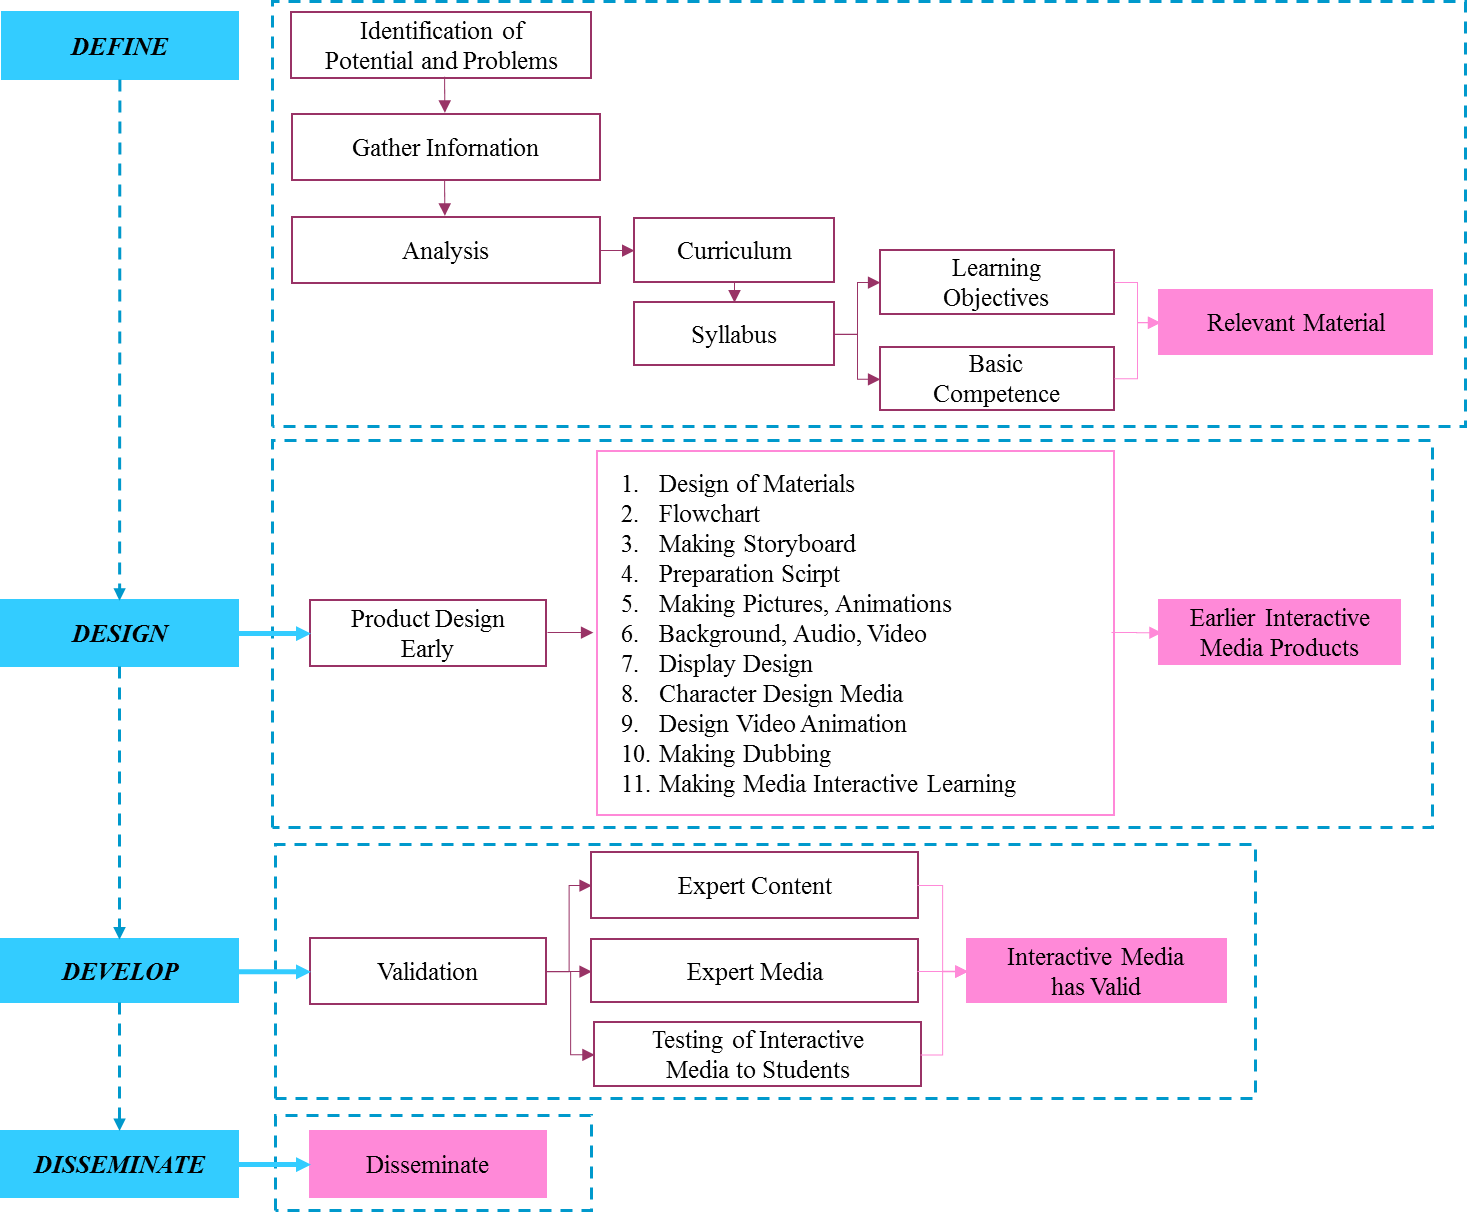 DEFINE
Identification of
Potential and Problems
Gather Infornation
Analysis
Curriculum
Syllabus
Learning
Objectives
Basic
Competence
Relevant Material
DESIGN
Product Design
Early
1. Design of Materials
2. Flowchart
3. Making Storyboard
4. Preparation Scirpt
5. Making Pictures, Animations
6. Background, Audio, Video
7. Display Design
8. Character Design Media
9. Design Video Animation
10. Making Dubbing
11. Making Media Interactive Learning
Earlier Interactive
Media Products
DEVELOP
Validation
Expert Content
Expert Media
Testing of Interactive
Media to Students
Interactive Media
has Valid
DISSEMINATE
Disseminate